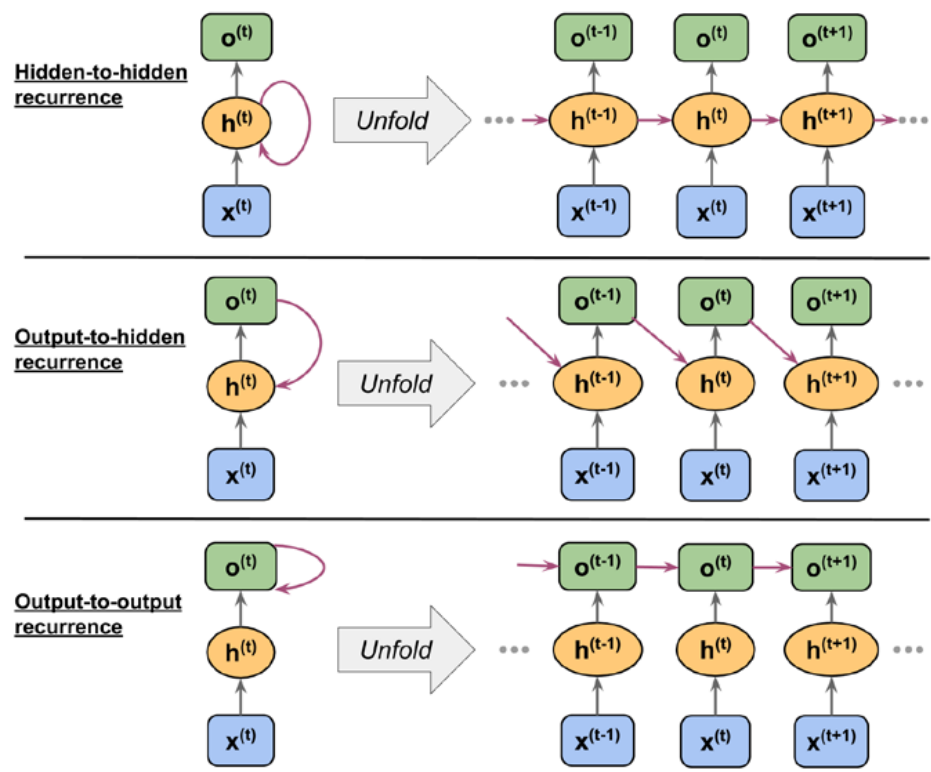 o(t)
o(t-1) o(t) o(t+1)
Hidden-to-hidden
recurrence
h(t)
Unfold
h(t-1) h(t) h(t+1)
x(t)
x(t-1) x(t) x(t+1)
o(t)
o(t-1) o(t) o(t+1)
Output-to-hidden
recurrence
h(t)
Unfold
h(t-1) h(t) h(t+1)
x(t)
x(t-1) x(t) x(t+1)
o(t)
o(t-1) o(t) o(t+1)
Output-to-output
recurrence
h(t)
Unfold
h(t-1) h(t) h(t+1)
x(t)
x(t-1) x(t) x(t+1)